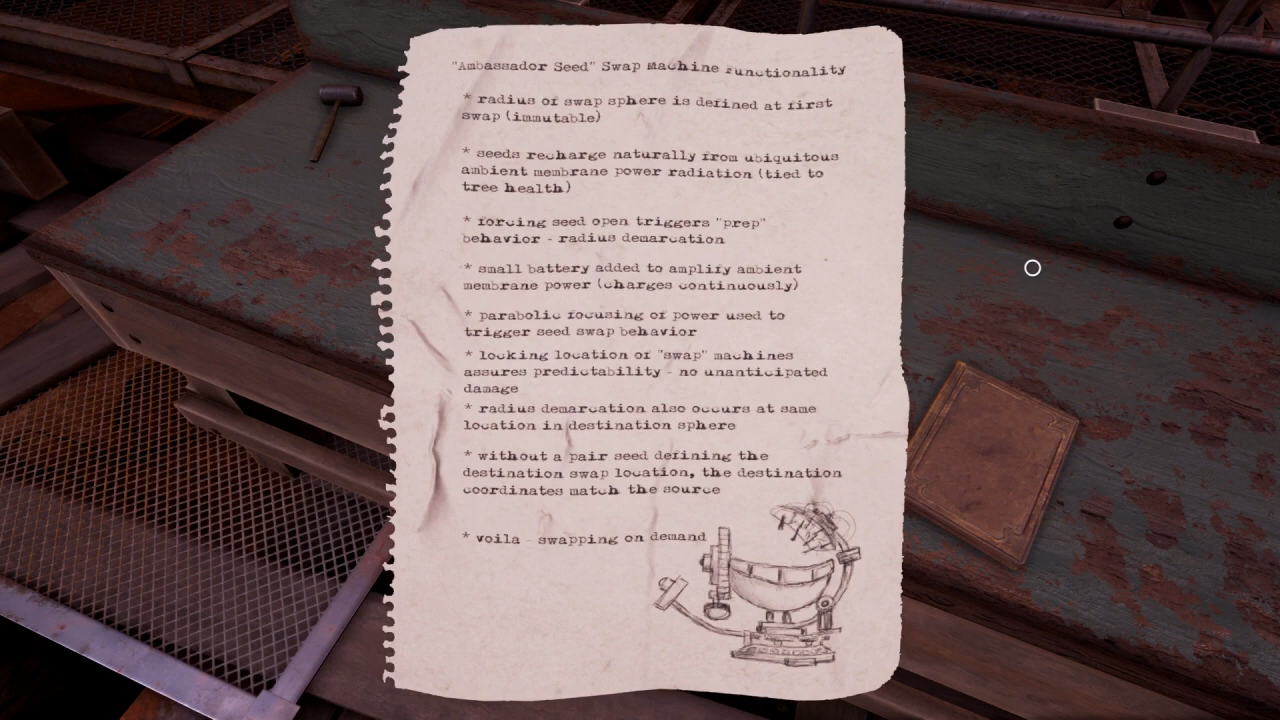 "Ambassador Seed" Swap Machine Functionality
* radius of swap sphere is defined at first
swap (immutable)
* seeds recharge naturally from ubiquitous
ambient membrane power radiation (tied to
tree health)
* forcing seed open triggers "prep"
behavior - radius demarcation
* small battery added to amplify ambient
membrane power (charges continuously)
* parabolic focusing of power used to
trigger seed swap behavior
* locking location of "swap" machines
assures predictability - no unanticipated
damage
* radius demarcation also occurs at same
location in destination sphere
* without a pair seed defining the
destination swap location, the destination
coordinates match the source
* voila - swapping on demand